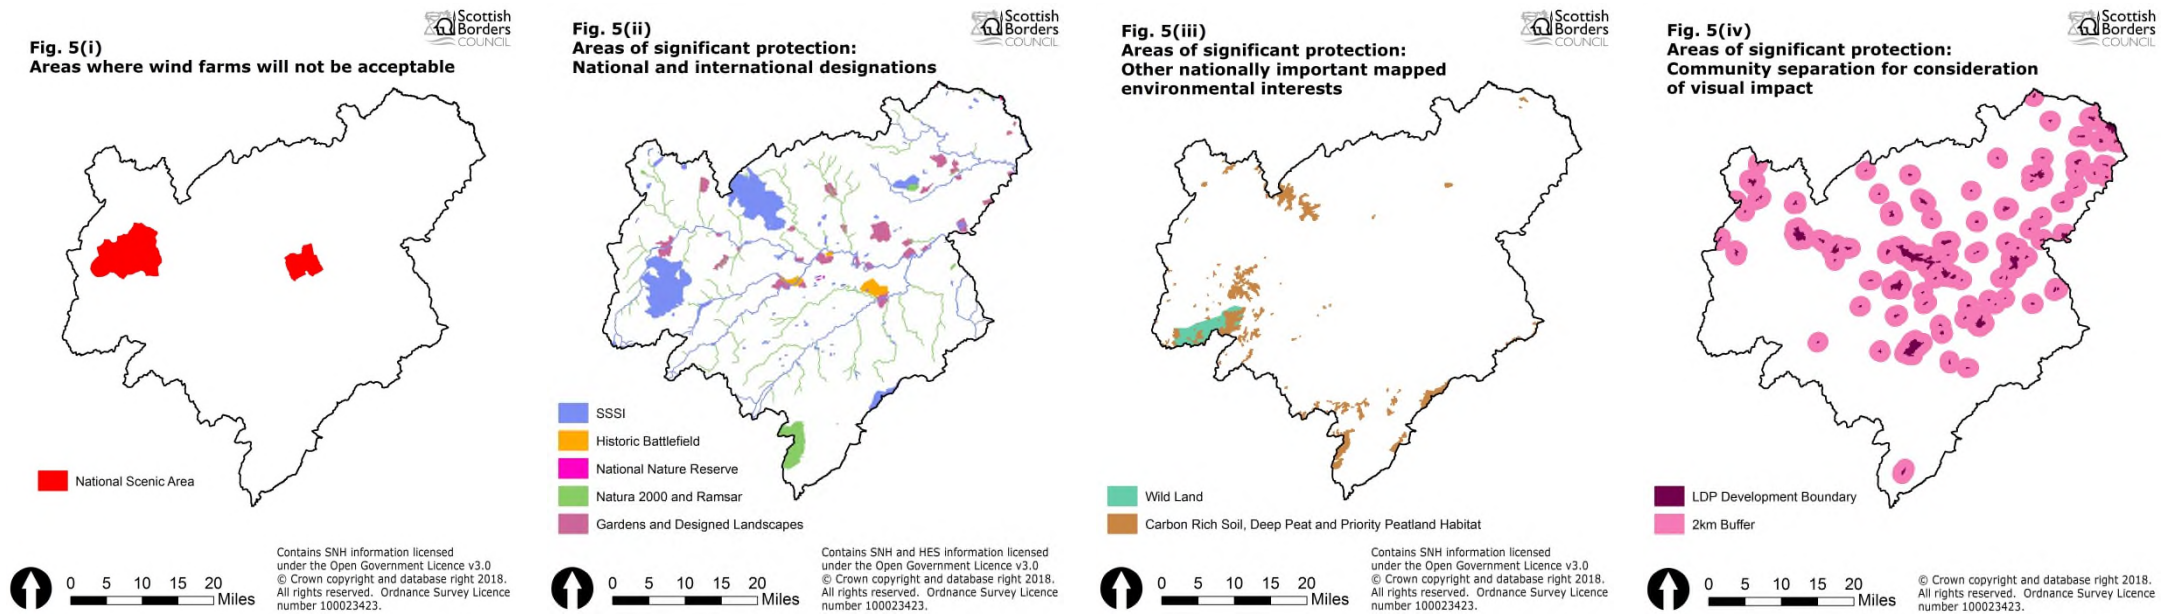 Fig. 5(i)
Areas where wind farms will not be acceptable
Scottish
Borders
COUNCIL
National Scenic Area
0 5 10 15 20
Miles
Contains SNH information licensed
under the Open Government Licence v3.0
© Crown copyright and database right 2018.
All rights reserved. Ordnance Survey Licence
number 100023423.
Fig. 5(ii)
Areas of significant protection:
National and international designations
Scottish
Borders
COUNCIL
SSSI
Historic Battlefield
National Nature Reserve
Natura 2000 and Ramsar
Gardens and Designed Landscapes
0 5 10 15 20
Miles
Contains SNH and HES information licensed
under the Open Government Licence v3.0
© Crown copyright and database right 2018.
All rights reserved. Ordnance Survey Licence
number 100023423.
Fig. 5(iii)
Areas of significant protection:
Other nationally important mapped
environmental interests
Scottish
Borders
COUNCIL
Wild Land
Carbon Rich Soil, Deep Peat and Priority Peatland Habitat
0 5 10 15 20
Miles
Contains SNH information licensed
under the Open Government Licence v3.0
© Crown copyright and database right 2018.
All rights reserved. Ordnance Survey Licence
number 100023423.
Fig. 5(iv)
Areas of significant protection:
Community separation for consideration
of visual impact
Scottish
Borders
COUNCIL
LDP Development Boundary
2km Buffer
0 5 10 15 20
Miles
© Crown copyright and database right 2018.
All rights reserved. Ordnance Survey Licence
number 100023423.